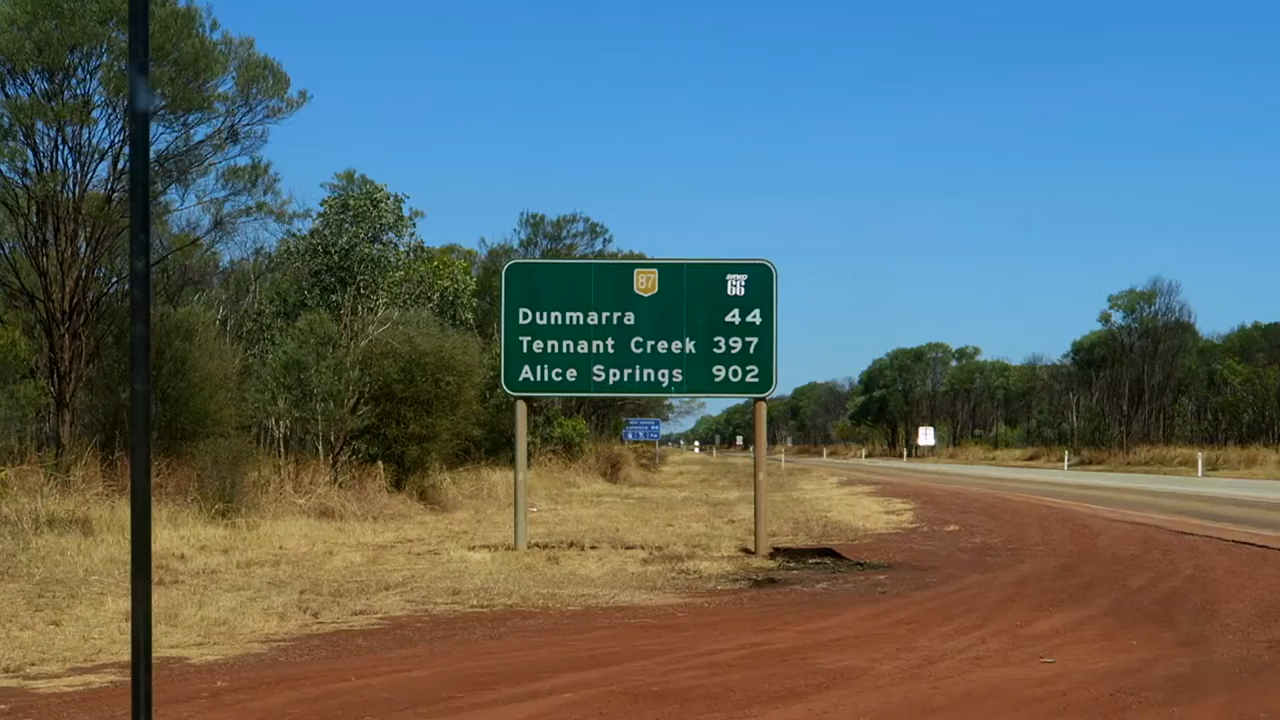 87
66
Dunmarra 44
Tennant Creek 397
Alice Springs 902